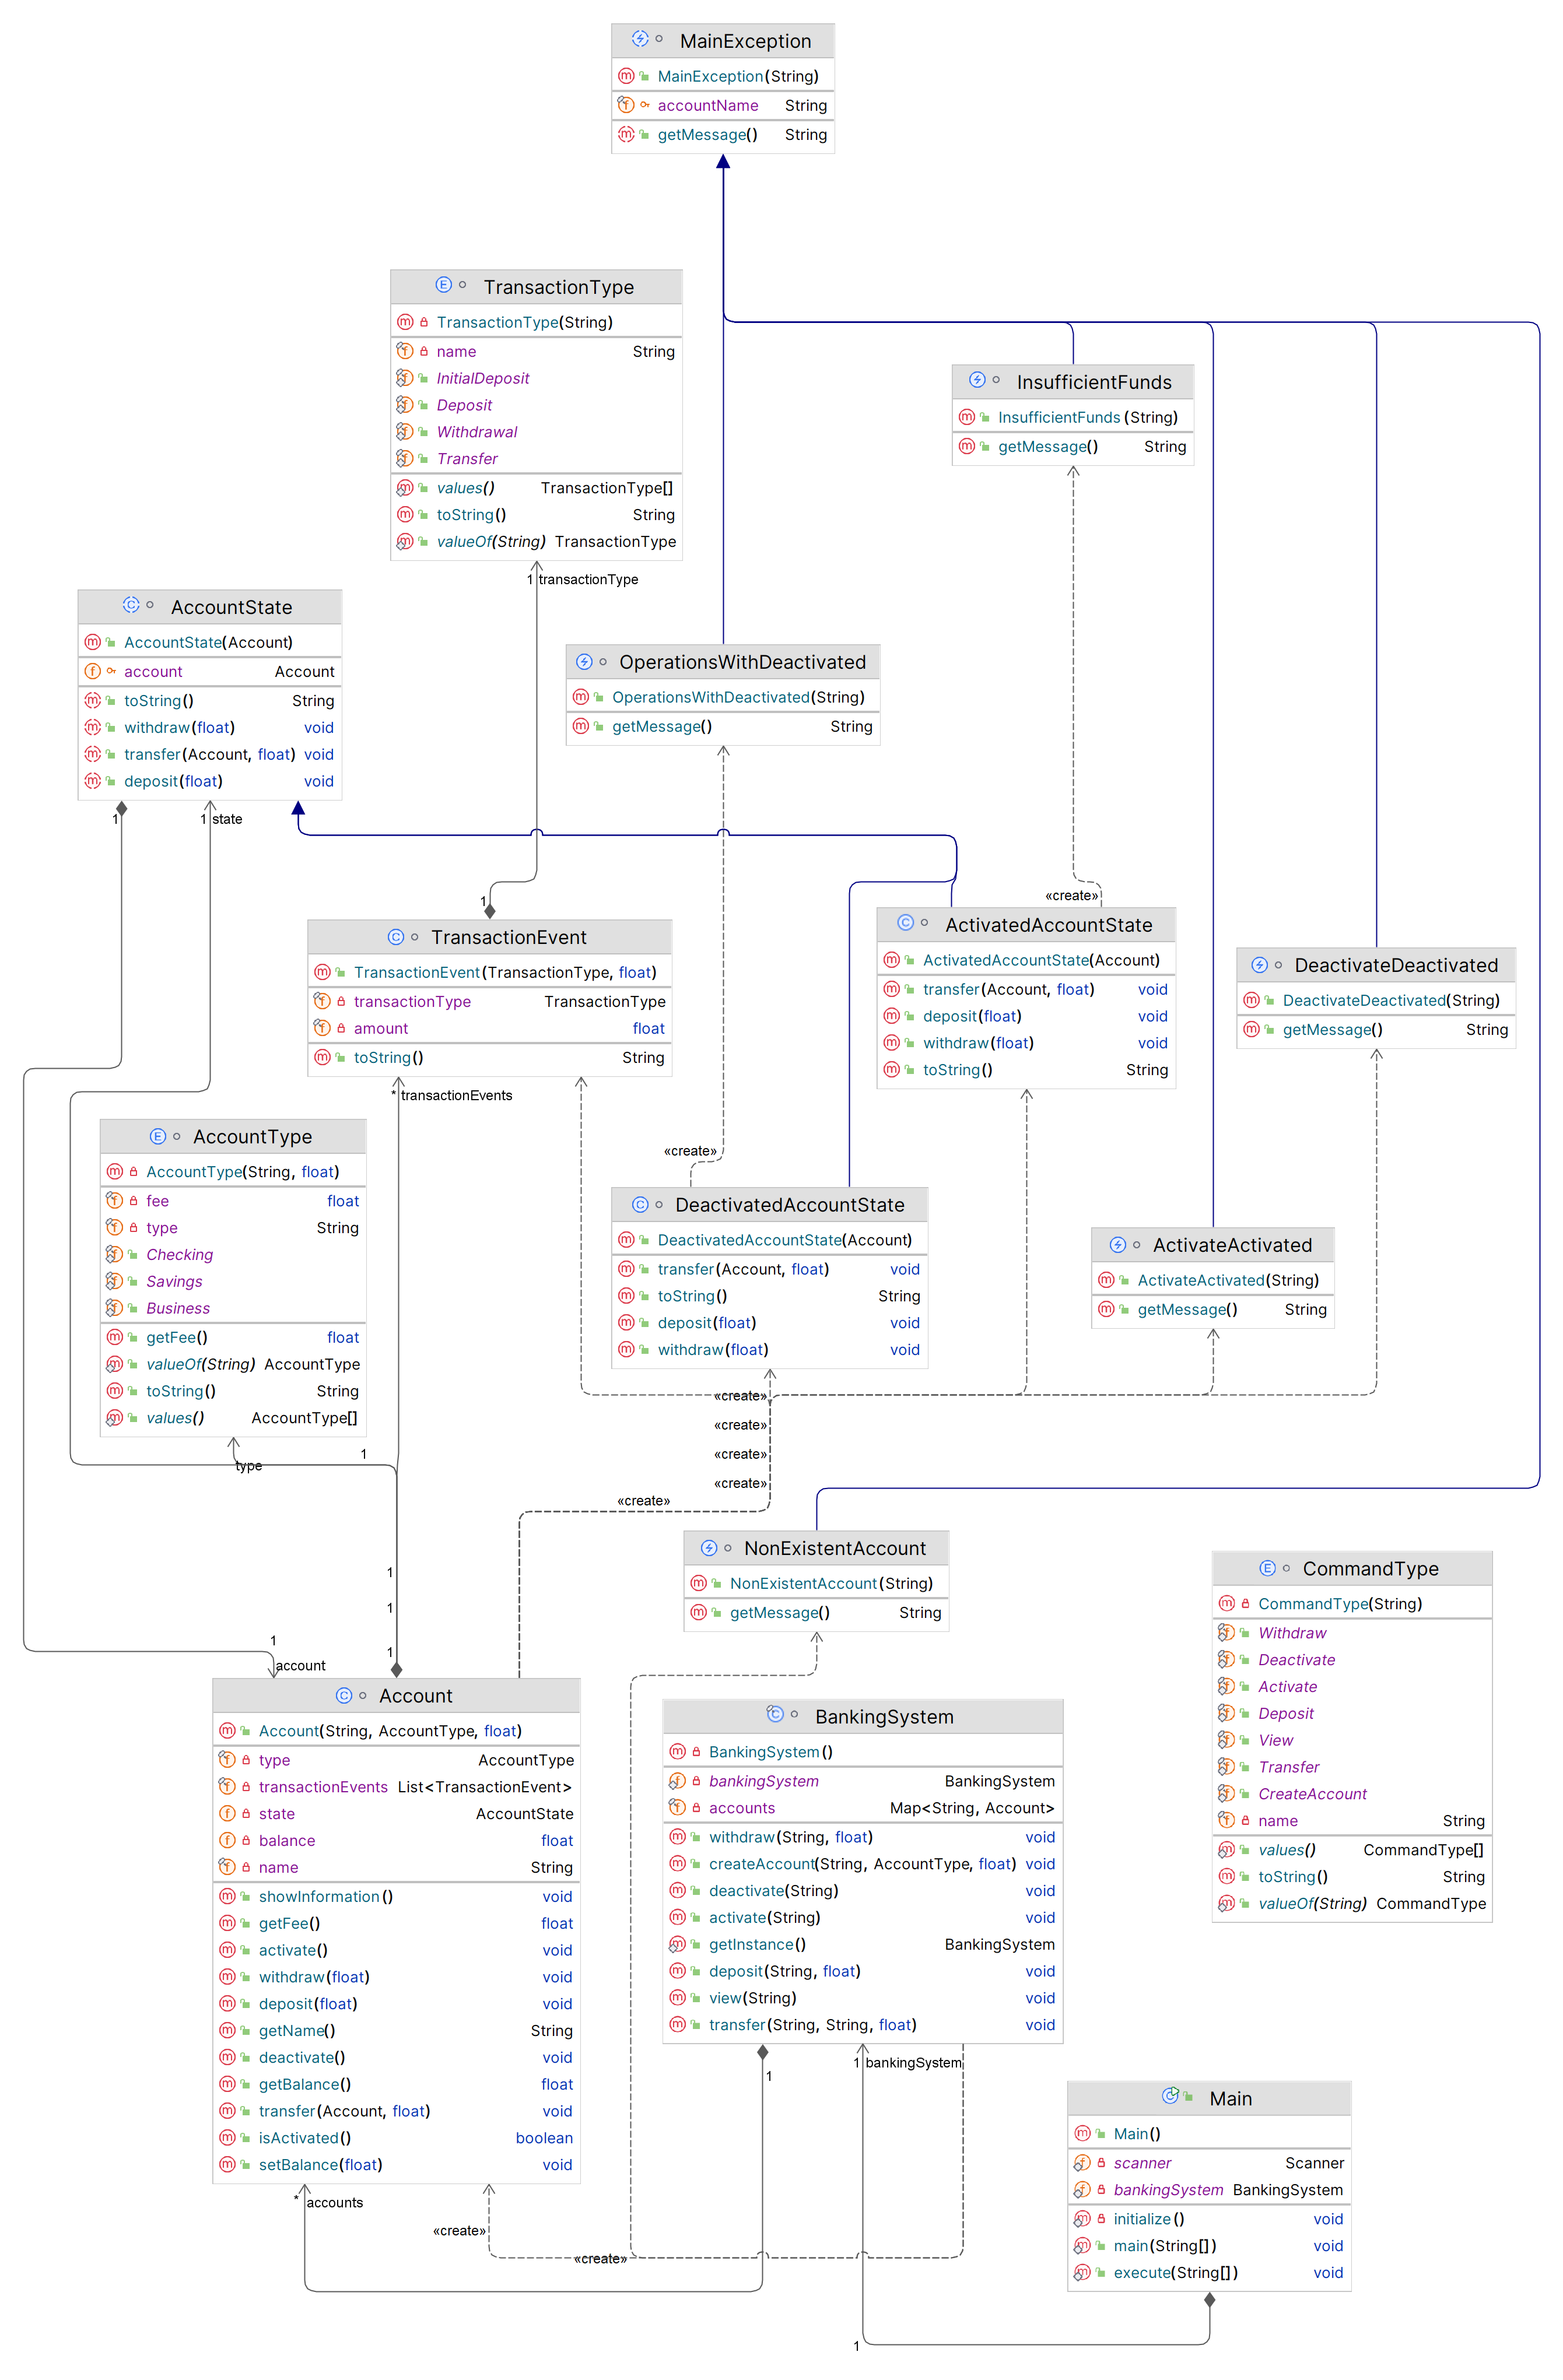 MainException
MainException(String)
accountName String
getMessage() String
TransactionType
TransactionType(String)
name String
InitialDeposit
Deposit
Withdrawal
Transfer
values() TransactionType[]
toString() String
valueOf(String) TransactionType
1 transactionType
InsufficientFunds
InsufficientFunds (String)
getMessage() String
AccountState
AccountState(Account)
account Account
toString() String
withdraw(float) void
transfer(Account, float) void
deposit(float) void
1
1 state
OperationsWithDeactivated
OperationsWithDeactivated(String)
getMessage() String
1
«create»
TransactionEvent
TransactionEvent(TransactionType, float)
transactionType TransactionType
amount float
toString() String
* transactionEvents
ActivatedAccountState
ActivatedAccountState(Account)
transfer(Account, float) void
deposit(float) void
withdraw(float) void
toString() String
DeactivateDeactivated
DeactivateDeactivated(String)
getMessage() String
AccountType
AccountType(String, float)
fee float
type String
Checking
Savings
Business
getFee() float
valueOf(String) AccountType
toString() String
values() AccountType[]
type
1
«create»
DeactivatedAccountState
DeactivatedAccountState(Account)
transfer(Account, float) void
toString() String
deposit(float) void
withdraw(float) void
ActivateActivated
ActivateActivated(String)
getMessage() String
«create»
«create»
«create»
«create»
«create»
NonExistentAccount
NonExistentAccount(String)
getMessage() String
CommandType
CommandType(String)
Withdraw
Deactivate
Activate
Deposit
View
Transfer
CreateAccount
name String
values() CommandType[]
toString() String
valueOf(String) CommandType
1
1
1
1
account
Account
Account(String, AccountType, float)
type AccountType
transactionEvents List<TransactionEvent>
state AccountState
balance float
name String
showInformation() void
getFee() float
activate() void
withdraw(float) void
deposit(float) void
getName() String
deactivate() void
getBalance() float
transfer(Account, float) void
isActivated() boolean
setBalance(float) void
* accounts
BankingSystem
BankingSystem()
bankingSystem BankingSystem
accounts Map<String, Account>
withdraw(String, float) void
createAccount(String, AccountType, float) void
deactivate(String) void
activate(String) void
getInstance() BankingSystem
deposit(String, float) void
view(String) void
transfer(String, String, float) void
1
1 bankingSystem
Main
Main()
scanner Scanner
bankingSystem BankingSystem
initialize() void
main(String[]) void
execute(String[]) void
«create»
«create»
1